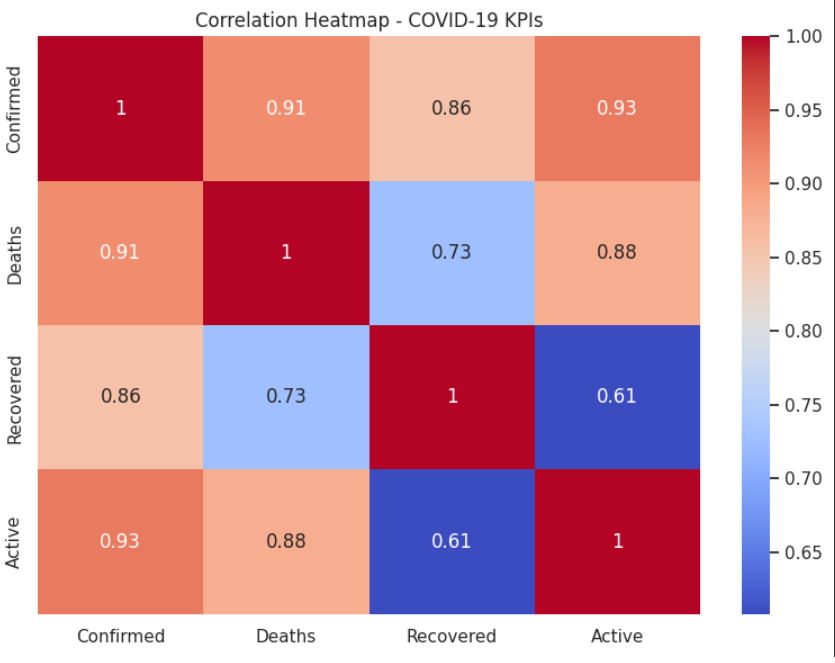 Correlation Heatmap - COVID-19 KPIs
Confirmed 1 0.91 0.86 0.93
Deaths 0.91 1 0.73 0.88
Recovered 0.86 0.73 1 0.61
Active 0.93 0.88 0.61 1
Confirmed Deaths Recovered Active
1.00
0.95
0.90
0.85
0.80
0.75
0.70
0.65